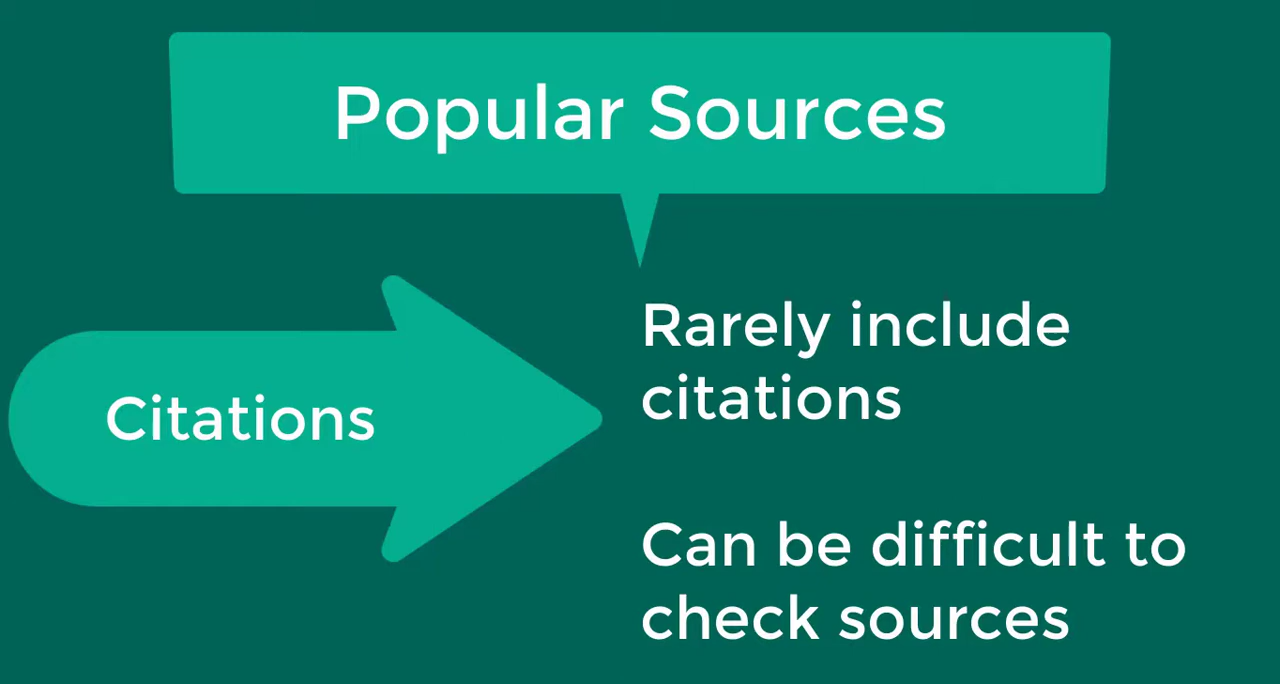 Popular Sources
Citations
Rarely include
citations
Can be difficult to
check sources